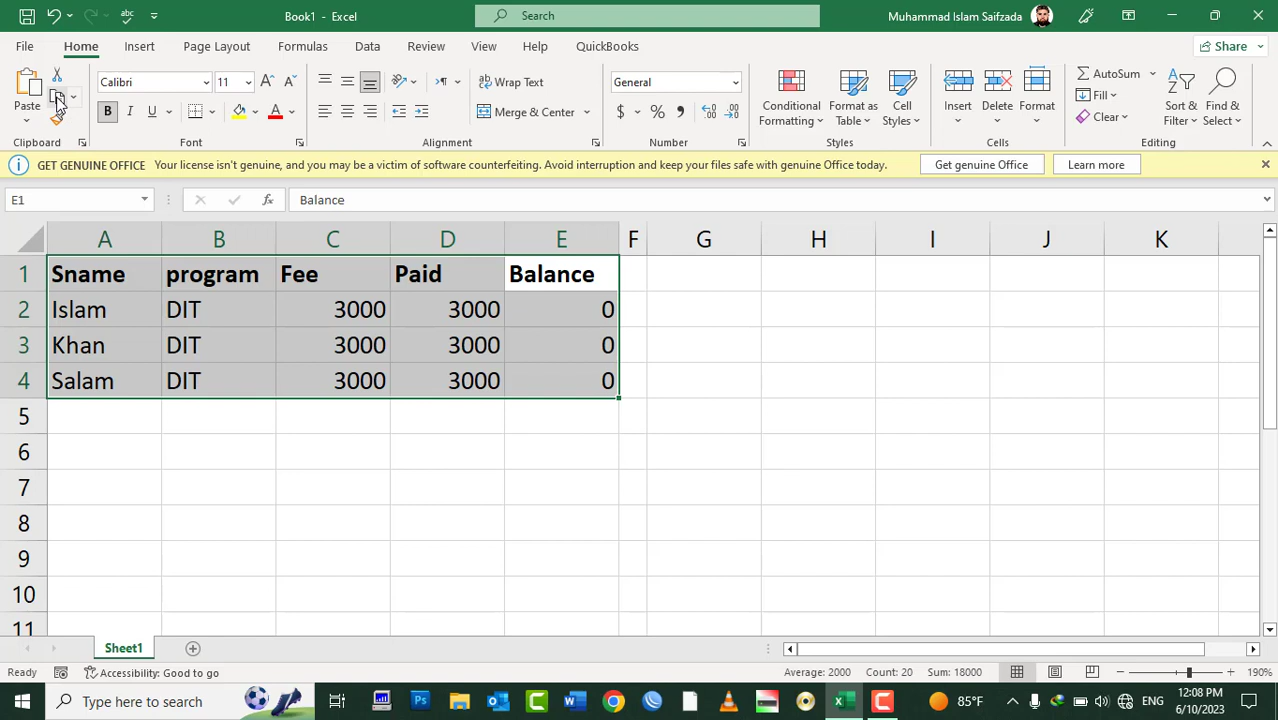 Book1 - Excel
Search
Muhammad Islam Saifzada
File Home Insert Page Layout Formulas Data Review View Help QuickBooks
Share
Paste
Calibri 11
Wrap Text
General
Conditional Formatting
Format as Table
Cell Styles
Insert Delete Format
AutoSum
Sort & Filter
Find & Select
B I U A
Merge & Center
$ % ,
Fill
Clear
Clipboard Font Alignment Number Styles Cells Editing
GET GENUINE OFFICE Your license isn't genuine, and you may be a victim of software counterfeiting. Avoid interruption and keep your files safe with genuine Office today.
Get genuine Office
Learn more
E1 fx Balance
A B C D E F G H I J K
1 Sname program Fee Paid Balance
2 Islam DIT 3000 3000 0
3 Khan DIT 3000 3000 0
4 Salam DIT 3000 3000 0
5
6
7
8
9
10
11
Sheet1
Ready Accessibility: Good to go Average: 2000 Count: 20 Sum: 18000 190%
Type here to search
85°F
ENG
12:08 PM
6/10/2023